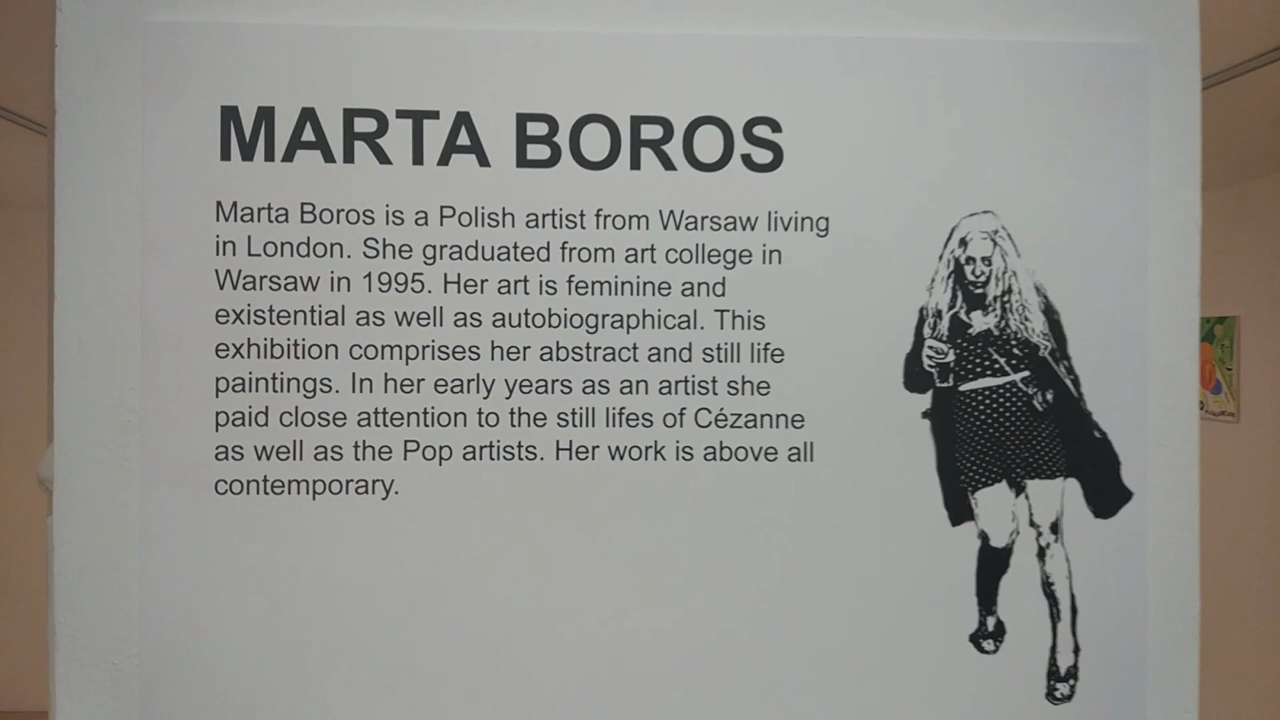 MARTA BOROS
Marta Boros is a Polish artist from Warsaw living
in London. She graduated from art college in
Warsaw in 1995. Her art is feminine and
existential as well as autobiographical. This
exhibition comprises her abstract and still life
paintings. In her early years as an artist she
paid close attention to the still lifes of Cézanne
as well as the Pop artists. Her work is above all
contemporary.